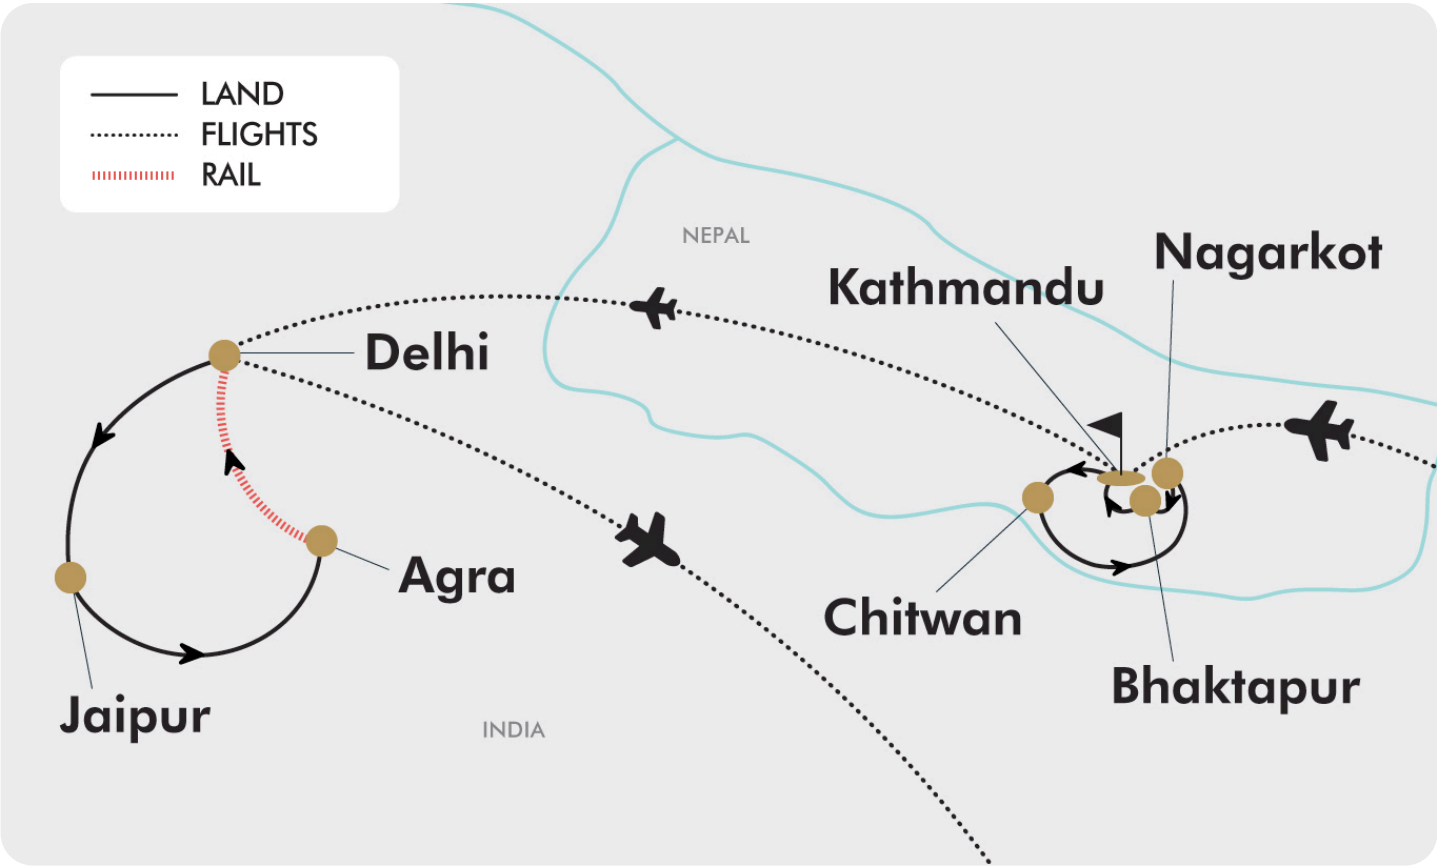 LAND
FLIGHTS
RAIL
NEPAL
Nagarkot
Kathmandu
Delhi
Agra
Chitwan
Bhaktapur
Jaipur
INDIA